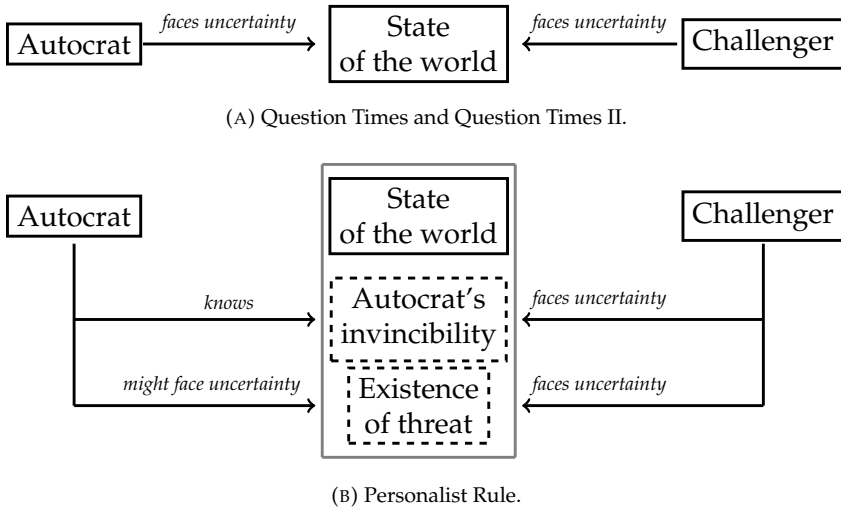 faces uncertainty
faces uncertainty
Autocrat
State
of the world
Challenger
(A) Question Times and Question Times II.
Autocrat
State
of the world
Challenger
knows
Autocrat's
invincibility
faces uncertainty
might face uncertainty
Existence
of threat
faces uncertainty
(B) Personalist Rule.